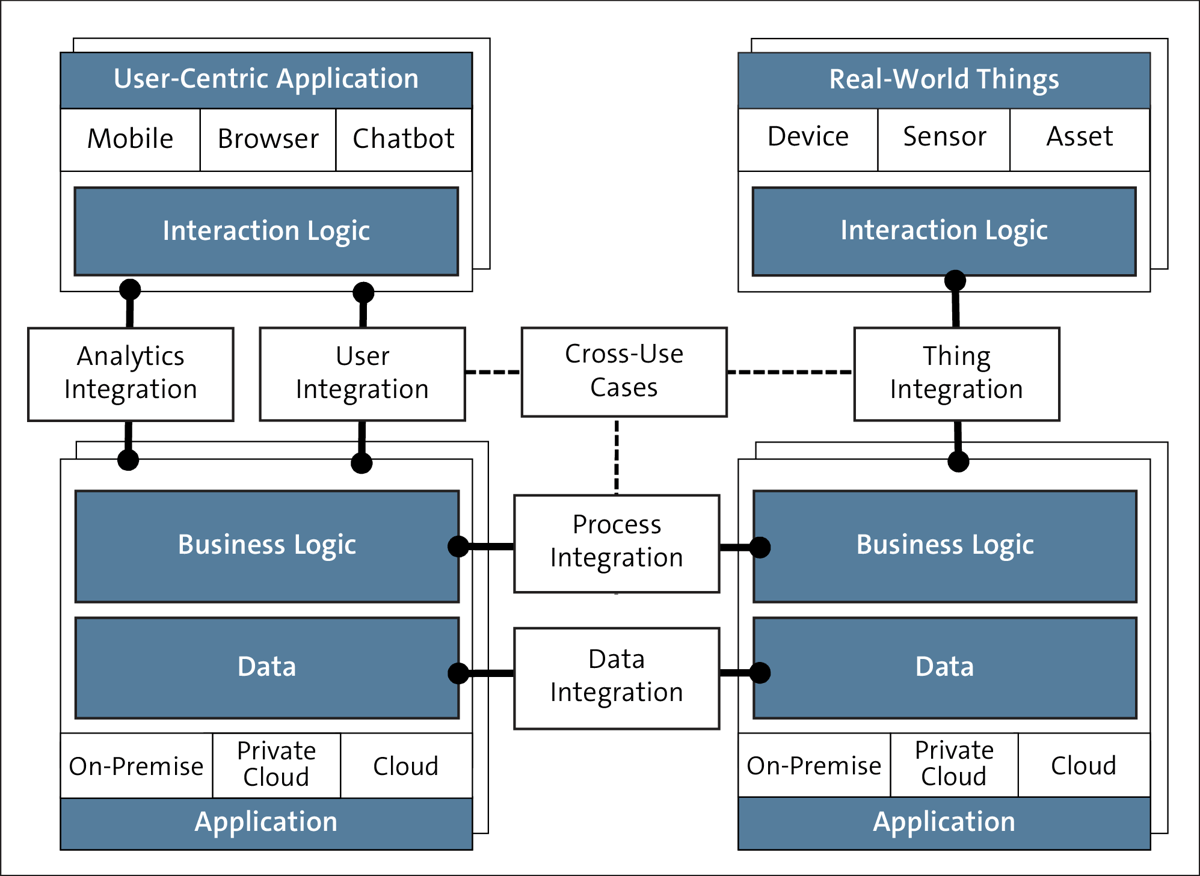 User-Centric Application
Mobile
Browser
Chatbot
Interaction Logic
Real-World Things
Device
Sensor
Asset
Interaction Logic
Analytics
Integration
User
Integration
Cross-Use
Cases
Thing
Integration
Business Logic
Process
Integration
Business Logic
Data
Data
Integration
Data
On-Premise
Private
Cloud
Cloud
Application
On-Premise
Private
Cloud
Cloud
Application